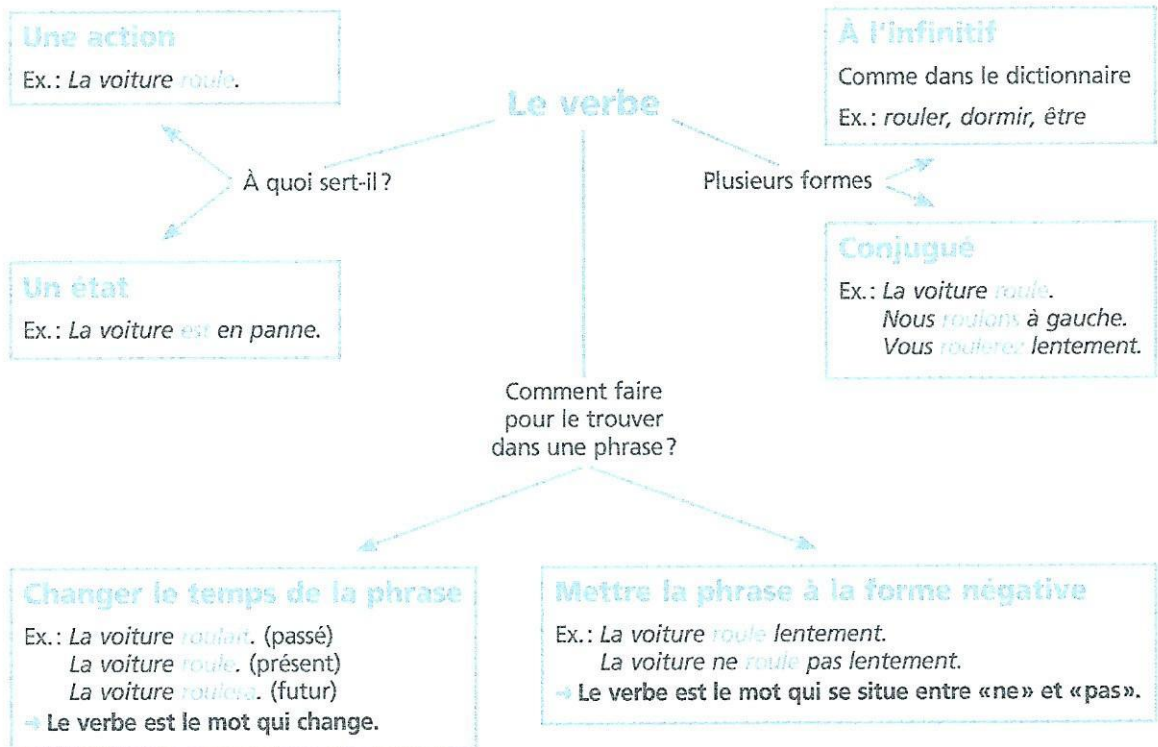 Le verbe
À quoi sert-il ?
Une action
Ex. : La voiture roule.
Un état
Ex. : La voiture est en panne.
Plusieurs formes
À l'infinitif
Comme dans le dictionnaire
Ex. : rouler, dormir, être
Conjugué
Ex. : La voiture roule.
Nous roulons à gauche.
Vous roulerez lentement.
Comment faire
pour le trouver
dans une phrase ?
Changer le temps de la phrase
Ex. : La voiture roulait. (passé)
La voiture roule. (présent)
La voiture roulera. (futur)
→ Le verbe est le mot qui change.
Mettre la phrase à la forme négative
Ex. : La voiture roule lentement.
La voiture ne roule pas lentement.
→ Le verbe est le mot qui se situe entre «ne» et «pas».